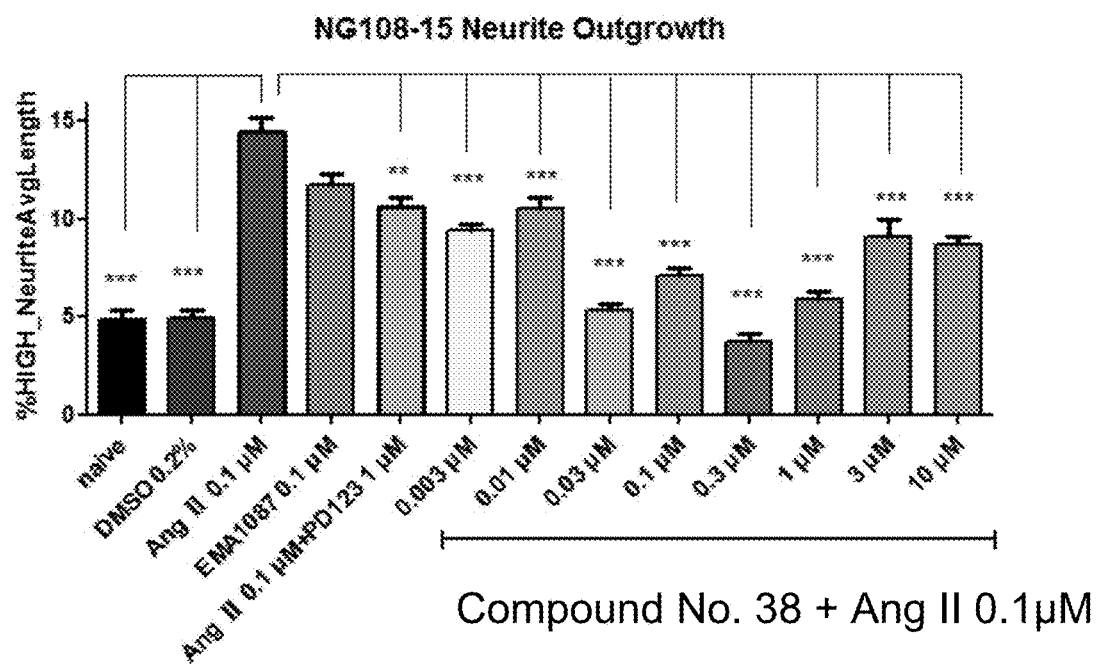 NG108-15 Neurite Outgrowth
%HIGH_NeuriteAvgLength
15
10
5
0
***
***
**
***
***
***
***
***
***
***
***
naive
DMSO 0.2%
Ang II 0.1 µM
EMA1087 0.1 µM
Ang II 0.1 µM+PD123 1 µM
0.003 µM
0.01 µM
0.03 µM
0.1 µM
0.3 µM
1 µM
3 µM
10 µM
Compound No. 38 + Ang II 0.1µM